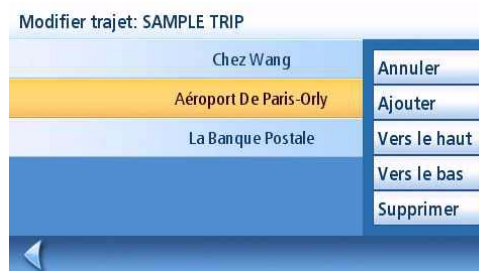 Modifier trajet: SAMPLE TRIP
Chez Wang
Aéroport De Paris-Orly
La Banque Postale
Annuler
Ajouter
Vers le haut
Vers le bas
Supprimer